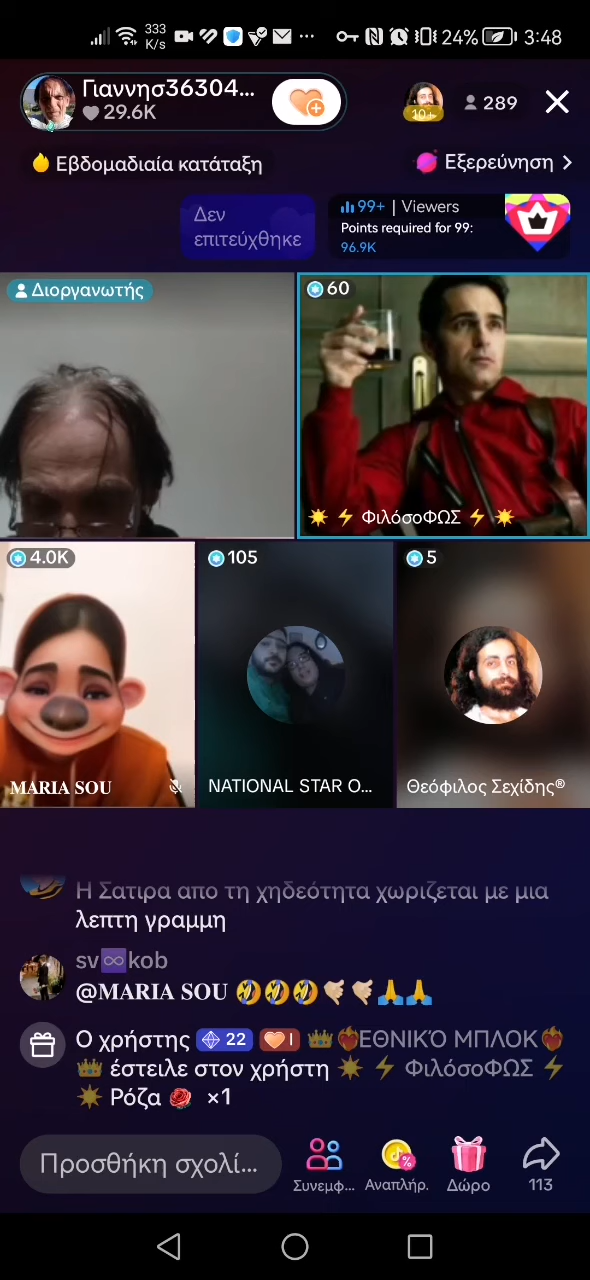 333
K/s
24%
3:48
Γιαννησ36304...
29.6K
10+
289
Εβδομαδιαία κατάταξη
Εξερεύνηση
Δεν
επιτεύχθηκε
99+ | Viewers
Points required for 99:
96.9K
Διοργανωτής
60
☀️ ⚡ ΦιλόσοΦΩΣ ⚡ ☀️
4.0K
105
5
MARIA SOU
NATIONAL STAR O...
Θεόφιλος Σεχίδης®
Η Σατιρα απο τη χηδεότητα χωριζεται με μια
λεπτη γραμμη
sv♾️kob
@MARIA SOU 🤣🤣🤣🤙🏼🤙🏼🙏🙏
Ο χρήστης 22 I 👑❤️‍🔥ΕΘΝΙΚΌ ΜΠΛΟΚ❤️‍🔥
👑 έστειλε στον χρήστη ☀️ ⚡ ΦιλόσοΦΩΣ ⚡
☀️ Ρόζα 🌹 ×1
Προσθήκη σχολί...
Συνεμφ...
Αναπλήρ.
Δώρο
113